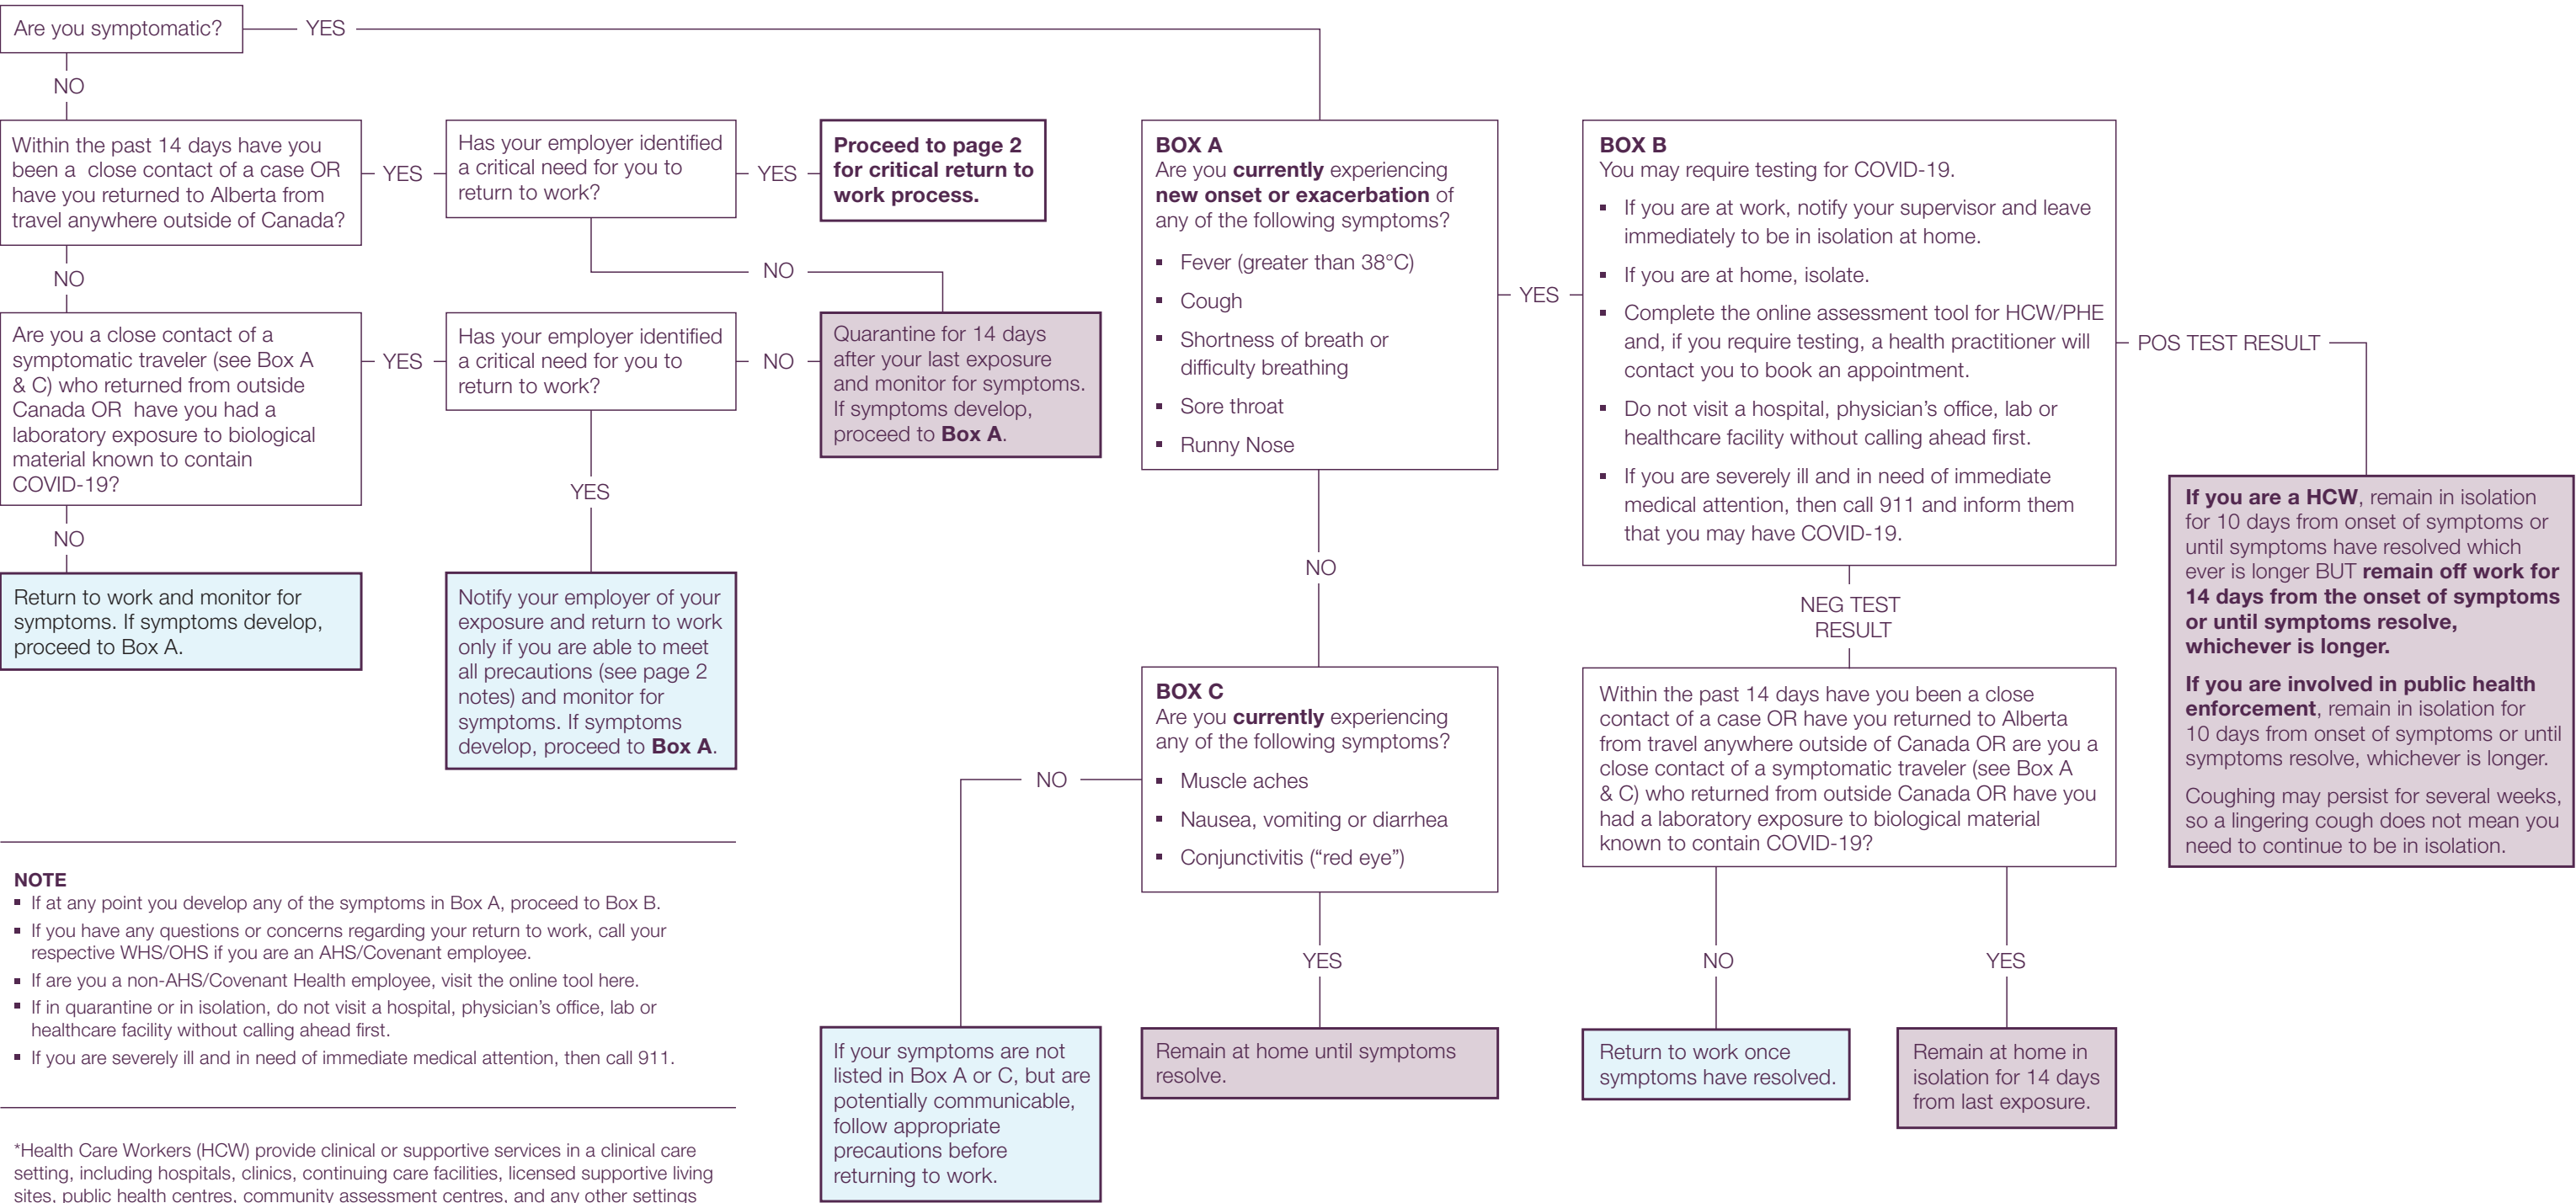 Are you symptomatic?
YES
NO
Within the past 14 days have you
been a  close contact of a case OR
have you returned to Alberta from
travel anywhere outside of Canada?
YES
Has your employer identified
a critical need for you to
return to work?
YES
Proceed to page 2
for critical return to
work process.
NO
NO
Are you a close contact of a
symptomatic traveler (see Box A
& C) who returned from outside
Canada OR  have you had a
laboratory exposure to biological
material known to contain
COVID-19?
YES
Has your employer identified
a critical need for you to
return to work?
NO
Quarantine for 14 days
after your last exposure
and monitor for symptoms.
If symptoms develop,
proceed to Box A.
YES
NO
Return to work and monitor for
symptoms. If symptoms develop,
proceed to Box A.
Notify your employer of your
exposure and return to work
only if you are able to meet
all precautions (see page 2
notes) and monitor for
symptoms. If symptoms
develop, proceed to Box A.
BOX A
Are you currently experiencing
new onset or exacerbation of
any of the following symptoms?
▪ Fever (greater than 38°C)
▪ Cough
▪ Shortness of breath or
difficulty breathing
▪ Sore throat
▪ Runny Nose
YES
NO
BOX B
You may require testing for COVID-19.
▪ If you are at work, notify your supervisor and leave
immediately to be in isolation at home.
▪ If you are at home, isolate.
▪ Complete the online assessment tool for HCW/PHE
and, if you require testing, a health practitioner will
contact you to book an appointment.
▪ Do not visit a hospital, physician’s office, lab or
healthcare facility without calling ahead first.
▪ If you are severely ill and in need of immediate
medical attention, then call 911 and inform them
that you may have COVID-19.
POS TEST RESULT
If you are a HCW, remain in isolation
for 10 days from onset of symptoms or
until symptoms have resolved which
ever is longer BUT remain off work for
14 days from the onset of symptoms
or until symptoms resolve,
whichever is longer.
If you are involved in public health
enforcement, remain in isolation for
10 days from onset of symptoms or until
symptoms resolve, whichever is longer.
Coughing may persist for several weeks,
so a lingering cough does not mean you
need to continue to be in isolation.
NEG TEST
RESULT
Within the past 14 days have you been a close
contact of a case OR have you returned to Alberta
from travel anywhere outside of Canada OR are you a
close contact of a symptomatic traveler (see Box A
& C) who returned from outside Canada OR have you
had a laboratory exposure to biological material
known to contain COVID-19?
NO
YES
Return to work once
symptoms have resolved.
Remain at home in
isolation for 14 days
from last exposure.
BOX C
Are you currently experiencing
any of the following symptoms?
▪ Muscle aches
▪ Nausea, vomiting or diarrhea
▪ Conjunctivitis (“red eye”)
NO
YES
If your symptoms are not
listed in Box A or C, but are
potentially communicable,
follow appropriate
precautions before
returning to work.
Remain at home until symptoms
resolve.
NOTE
▪ If at any point you develop any of the symptoms in Box A, proceed to Box B.
▪ If you have any questions or concerns regarding your return to work, call your
respective WHS/OHS if you are an AHS/Covenant employee.
▪ If are you a non-AHS/Covenant Health employee, visit the online tool here.
▪ If in quarantine or in isolation, do not visit a hospital, physician’s office, lab or
healthcare facility without calling ahead first.
▪ If you are severely ill and in need of immediate medical attention, then call 911.
*Health Care Workers (HCW) provide clinical or supportive services in a clinical care
setting, including hospitals, clinics, continuing care facilities, licensed supportive living
sites, public health centres, community assessment centres, and any other settings